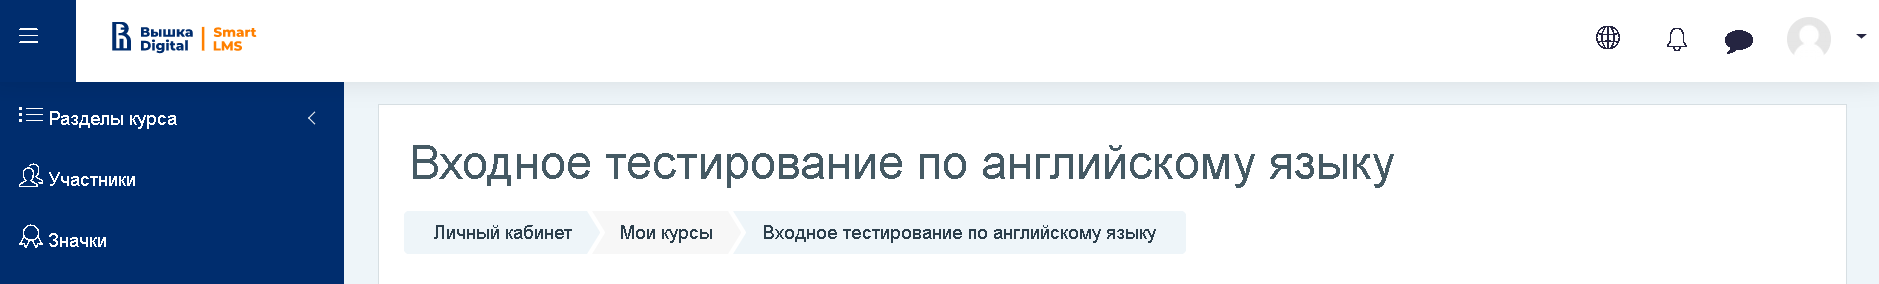 Вышка Digital | Smart LMS
Разделы курса
Участники
Значки
Входное тестирование по английскому языку
Личный кабинет
Мои курсы
Входное тестирование по английскому языку